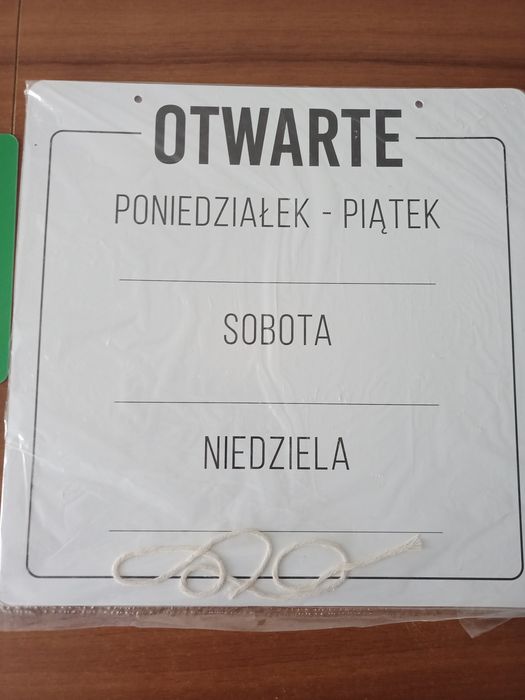 OTWARTE
PONIEDZIAŁEK - PIĄTEK
SOBOTA
NIEDZIELA